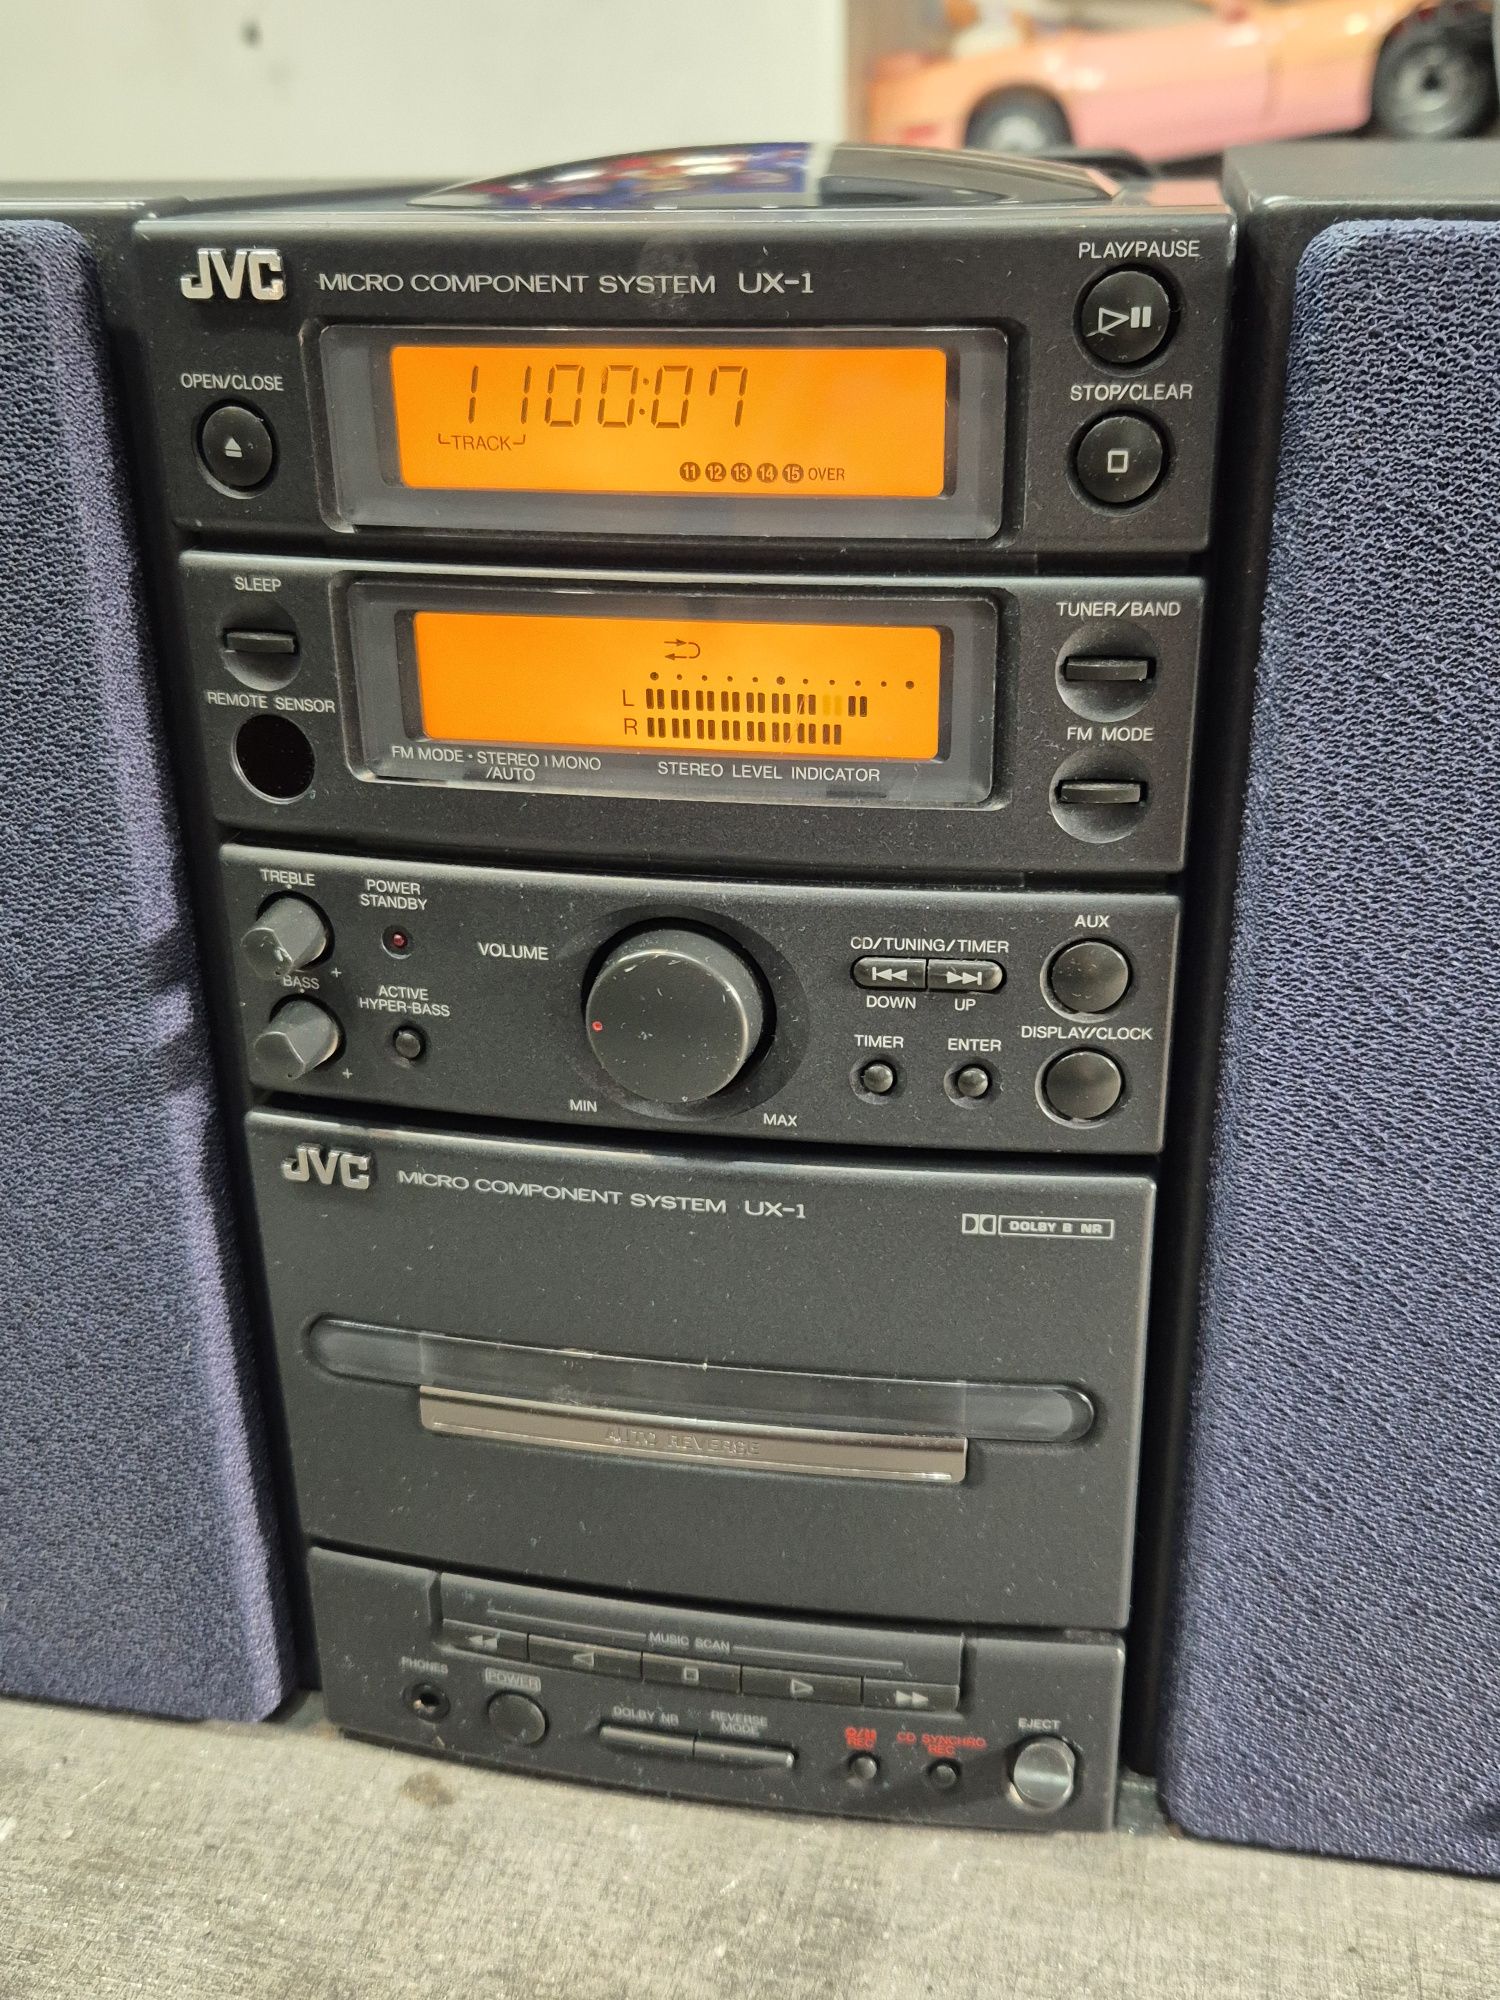 JVC MICRO COMPONENT SYSTEM UX-1
PLAY/PAUSE
OPEN/CLOSE
1 100:07
TRACK
11 12 13 14 15 OVER
STOP/CLEAR
SLEEP
REMOTE SENSOR
L
R
FM MODE • STEREO | MONO
/AUTO
STEREO LEVEL INDICATOR
TUNER/BAND
FM MODE
TREBLE
+
BASS
+
POWER
STANDBY
ACTIVE
HYPER-BASS
VOLUME
MIN
MAX
CD/TUNING/TIMER
DOWN
UP
TIMER
ENTER
AUX
DISPLAY/CLOCK
JVC MICRO COMPONENT SYSTEM UX-1
DOLBY B NR
AUTO REVERSE
MUSIC SCAN
PHONES
POWER
DOLBY NR
REVERSE
MODE
REC
CD SYNCHRO
REC
EJECT